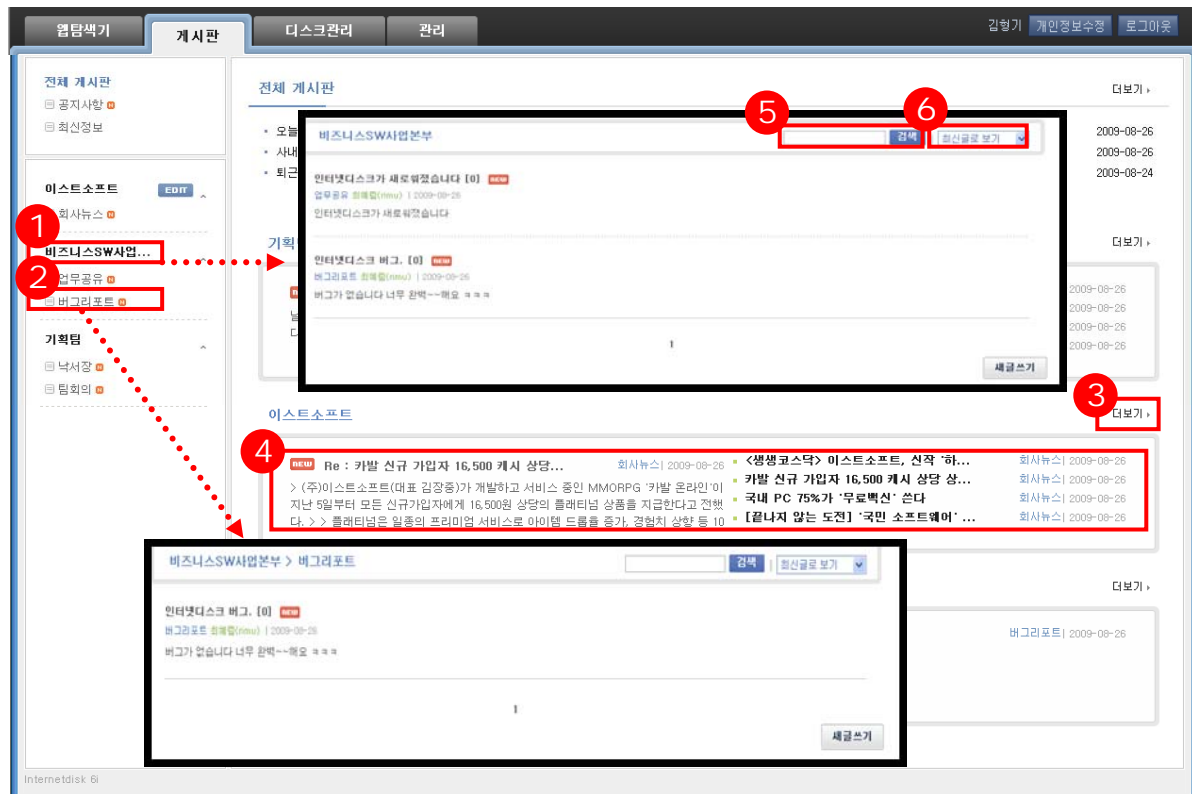 웹탐색기
게시판
디스크관리
관리
김형기 개인정보수정 로그아웃
전체 게시판
공지사항
최신정보
이스트소프트 EDIT
회사뉴스
1
비즈니스SW사업...
2
업무공유
버그리포트
기획팀
낙서장
팀회의
전체 게시판
더보기
오늘
2009-08-26
사내
2009-08-26
퇴근
2009-08-24
5
6
비즈니스SW사업본부
검색
최신글로 보기
인터넷디스크가 새로워졌습니다 [0] NEW
업무공유 (rimu) | 2009-08-26
인터넷디스크가 새로워졌습니다
인터넷디스크 버그. [0] NEW
버그리포트 (rimu) | 2009-08-26
버그가 없습니다 너무 완벽~~해요 ㅋㅋㅋ
1
새글쓰기
기획
더보기
2009-08-26
2009-08-26
2009-08-26
2009-08-26
이스트소프트
3
더보기
4
NEW Re : 카발 신규 가입자 16,500 캐시 상당... 회사뉴스| 2009-08-26
> (주)이스트소프트(대표 김장중)가 개발하고 서비스 중인 MMORPG '카발 온라인'이
지난 5일부터 모든 신규가입자에게 16,500원 상당의 플래티넘 상품을 지급한다고 전했
다. > > 플래티넘은 일종의 프리미엄 서비스로 아이템 드롭율 증가, 경험치 상향 등 10
<생생코스닥> 이스트소프트, 신작 '하... 회사뉴스| 2009-08-26
카발 신규 가입자 16,500 캐시 상당 상... 회사뉴스| 2009-08-26
국내 PC 75%가 '무료백신' 쓴다 회사뉴스| 2009-08-26
[끝나지 않는 도전] '국민 소프트웨어' ... 회사뉴스| 2009-08-26
비즈니스SW사업본부 > 버그리포트
검색 | 최신글로 보기
인터넷디스크 버그. [0] NEW
버그리포트 (rimu) | 2009-08-26
버그가 없습니다 너무 완벽~~해요 ㅋㅋㅋ
1
새글쓰기
더보기
버그리포트| 2009-08-26
Internetdisk 6i